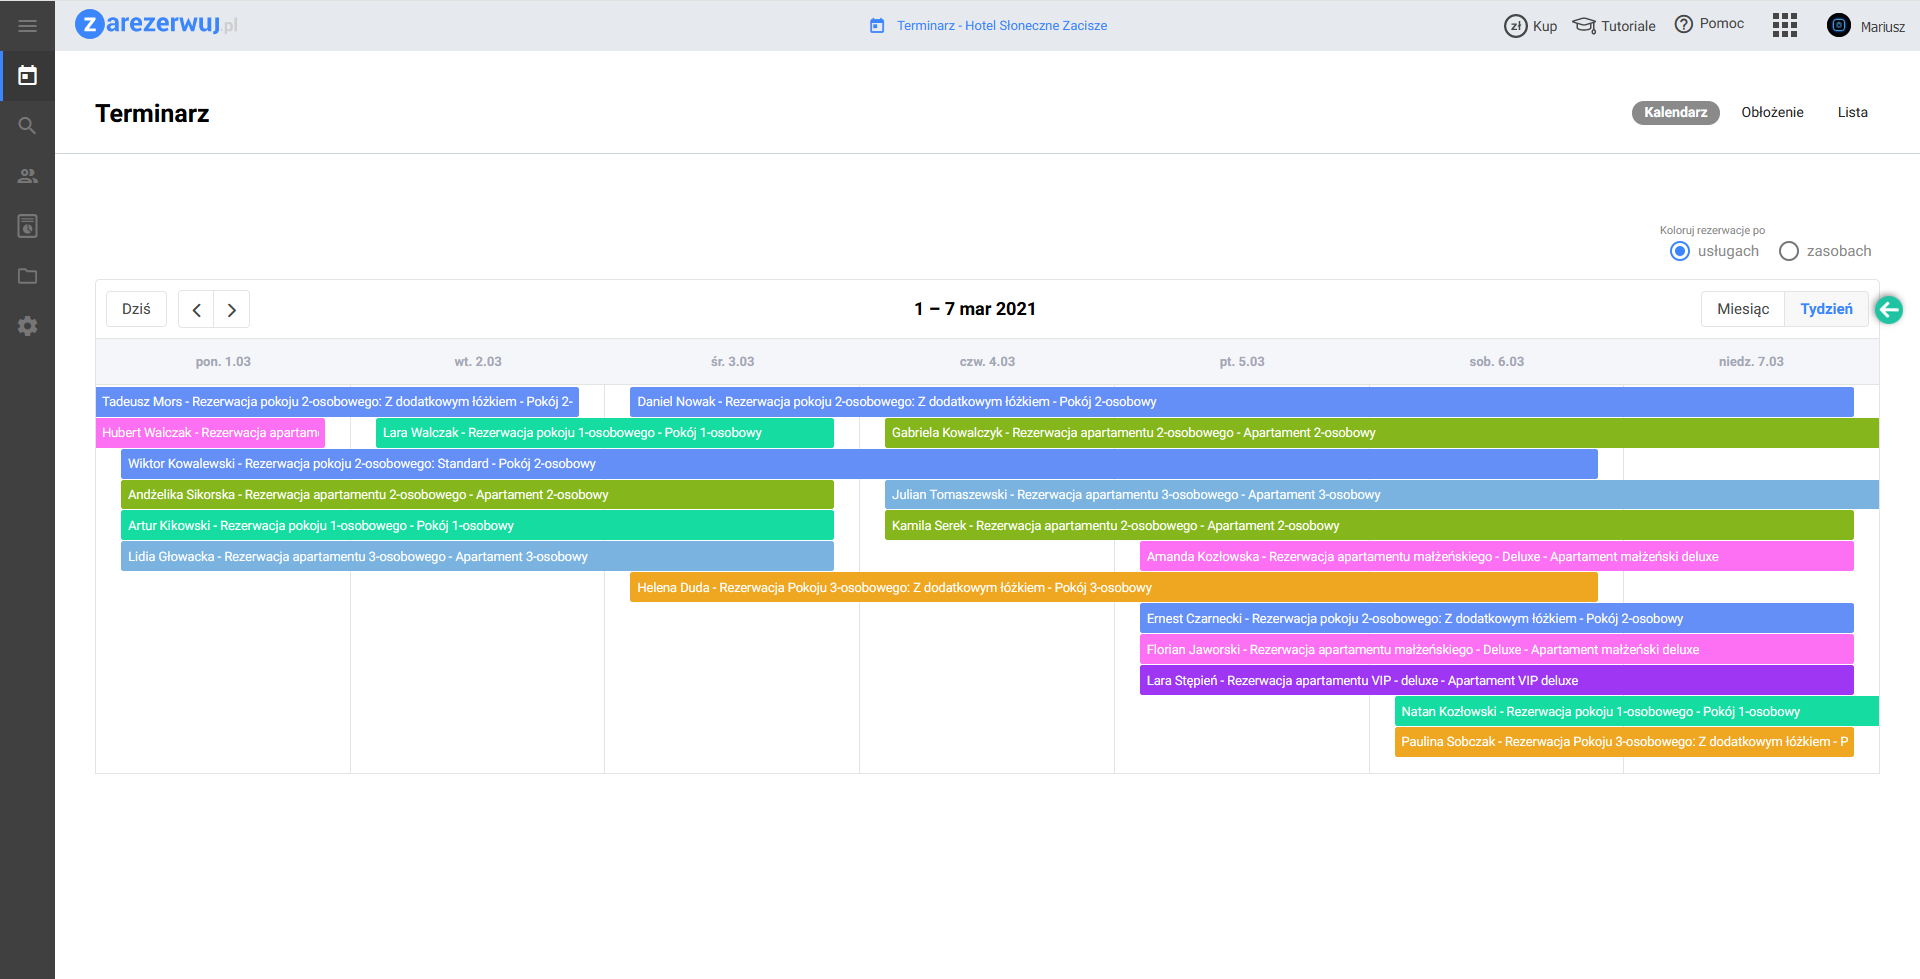 zarezerwuj.pl
Terminarz - Hotel Słoneczne Zacisze
zł Kup
Tutoriale
Pomoc
Mariusz
Terminarz
Kalendarz
Obłożenie
Lista
Koloruj rezerwacje po
usługach
zasobach
Dziś
1 – 7 mar 2021
Miesiąc
Tydzień
pon. 1.03
wt. 2.03
śr. 3.03
czw. 4.03
pt. 5.03
sob. 6.03
niedz. 7.03
Tadeusz Mors - Rezerwacja pokoju 2-osobowego: Z dodatkowym łóżkiem - Pokój 2-
Daniel Nowak - Rezerwacja pokoju 2-osobowego: Z dodatkowym łóżkiem - Pokój 2-osobowy
Hubert Walczak - Rezerwacja
Lara Walczak - Rezerwacja pokoju 1-osobowego - Pokój 1-osobowy
Gabriela Kowalczyk - Rezerwacja apartamentu 2-osobowego - Apartament 2-osobowy
Wiktor Kowalewski - Rezerwacja pokoju 2-osobowego: Standard - Pokój 2-osobowy
Andżelika Sikorska - Rezerwacja apartamentu 2-osobowego - Apartament 2-osobowy
Julian Tomaszewski - Rezerwacja apartamentu 3-osobowego - Apartament 3-osobowy
Artur Kikowski - Rezerwacja pokoju 1-osobowego - Pokój 1-osobowy
Kamila Serek - Rezerwacja apartamentu 2-osobowego - Apartament 2-osobowy
Lidia Głowacka - Rezerwacja apartamentu 3-osobowego - Apartament 3-osobowy
Amanda Kozłowska - Rezerwacja apartamentu małżeńskiego - Deluxe - Apartament małżeński deluxe
Helena Duda - Rezerwacja Pokoju 3-osobowego: Z dodatkowym łóżkiem - Pokój 3-osobowy
Ernest Czarnecki - Rezerwacja pokoju 2-osobowego: Z dodatkowym łóżkiem - Pokój 2-osobowy
Florian Jaworski - Rezerwacja apartamentu małżeńskiego - Deluxe - Apartament małżeński deluxe
Lara Stępień - Rezerwacja apartamentu VIP - deluxe - Apartament VIP deluxe
Natan Kozłowski - Rezerwacja pokoju 1-osobowego - Pokój 1-osobowy
Paulina Sobczak - Rezerwacja Pokoju 3-osobowego: Z dodatkowym łóżkiem - P